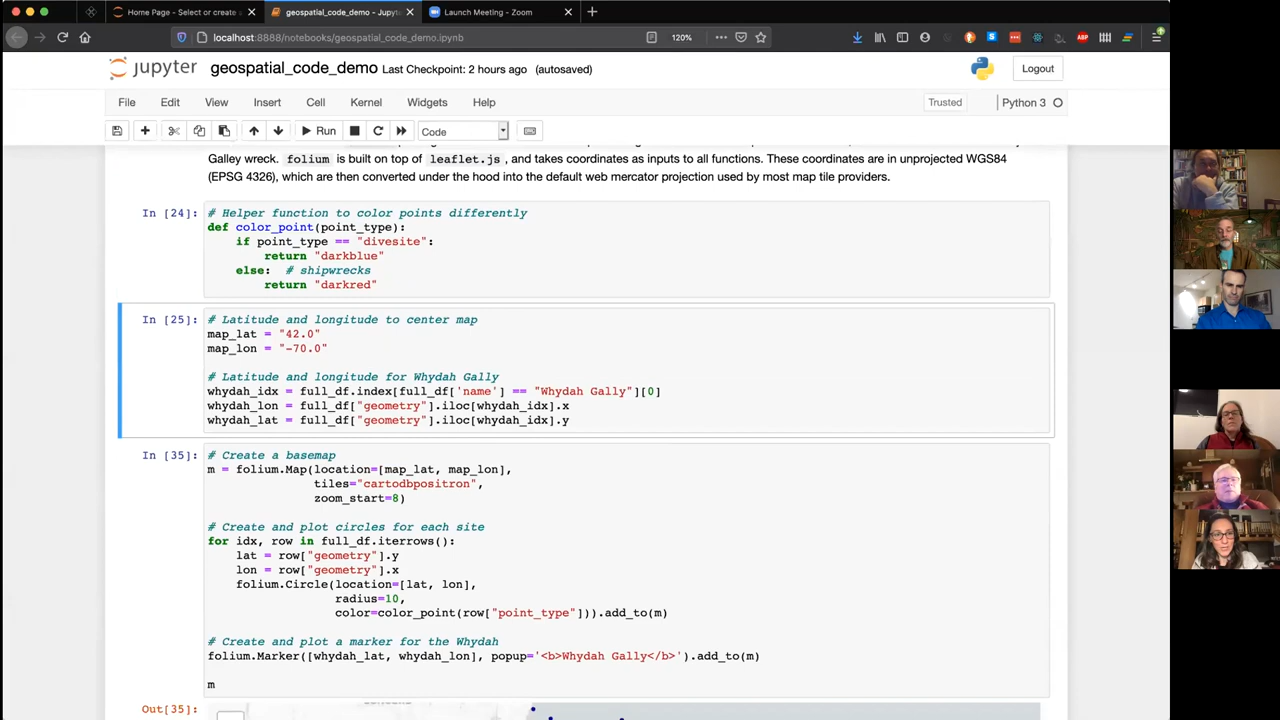 Home Page - Select or create a
geospatial_code_demo - Jupyte
Launch Meeting - Zoom
localhost:8888/notebooks/geospatial_code_demo.ipynb
120%
jupyter geospatial_code_demo Last Checkpoint: 2 hours ago (autosaved)
Logout
File Edit View Insert Cell Kernel Widgets Help
Trusted
Python 3
Run
Code
Galley wreck. folium is built on top of leaflet.js, and takes coordinates as inputs to all functions. These coordinates are in unprojected WGS84
(EPSG 4326), which are then converted under the hood into the default web mercator projection used by most map tile providers.
In [24]:
# Helper function to color points differently
def color_point(point_type):
    if point_type == "divesite":
        return "darkblue"
    else:  # shipwrecks
        return "darkred"
In [25]:
# Latitude and longitude to center map
map_lat = "42.0"
map_lon = "-70.0"
# Latitude and longitude for Whydah Gally
whydah_idx = full_df.index[full_df['name'] == "Whydah Gally"][0]
whydah_lon = full_df["geometry"].iloc[whydah_idx].x
whydah_lat = full_df["geometry"].iloc[whydah_idx].y
In [35]:
# Create a basemap
m = folium.Map(location=[map_lat, map_lon],
               tiles="cartodbpositron",
               zoom_start=8)
# Create and plot circles for each site
for idx, row in full_df.iterrows():
    lat = row["geometry"].y
    lon = row["geometry"].x
    folium.Circle(location=[lat, lon],
                  radius=10,
                  color=color_point(row["point_type"])).add_to(m)
# Create and plot a marker for the Whydah
folium.Marker([whydah_lat, whydah_lon], popup='<b>Whydah Gally</b>').add_to(m)
m
Out[35]: